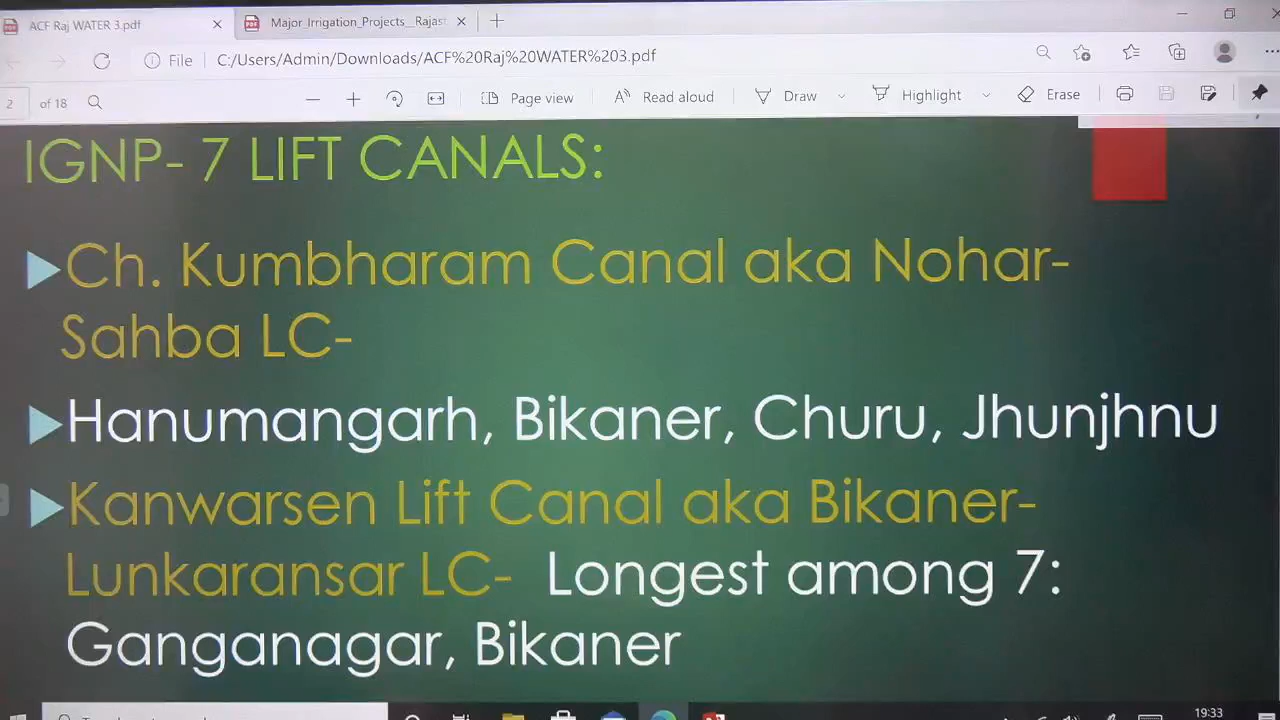 ACF Raj WATER 3.pdf
Major_Irrigation_Projects_Rajast
File C:/Users/Admin/Downloads/ACF%20Raj%20WATER%203.pdf
2 of 18 Page view Read aloud Draw Highlight Erase
IGNP- 7 LIFT CANALS:
Ch. Kumbharam Canal aka Nohar-
Sahba LC-
Hanumangarh, Bikaner, Churu, Jhunjhnu
Kanwarsen Lift Canal aka Bikaner-
Lunkaransar LC- Longest among 7:
Ganganagar, Bikaner
19:33